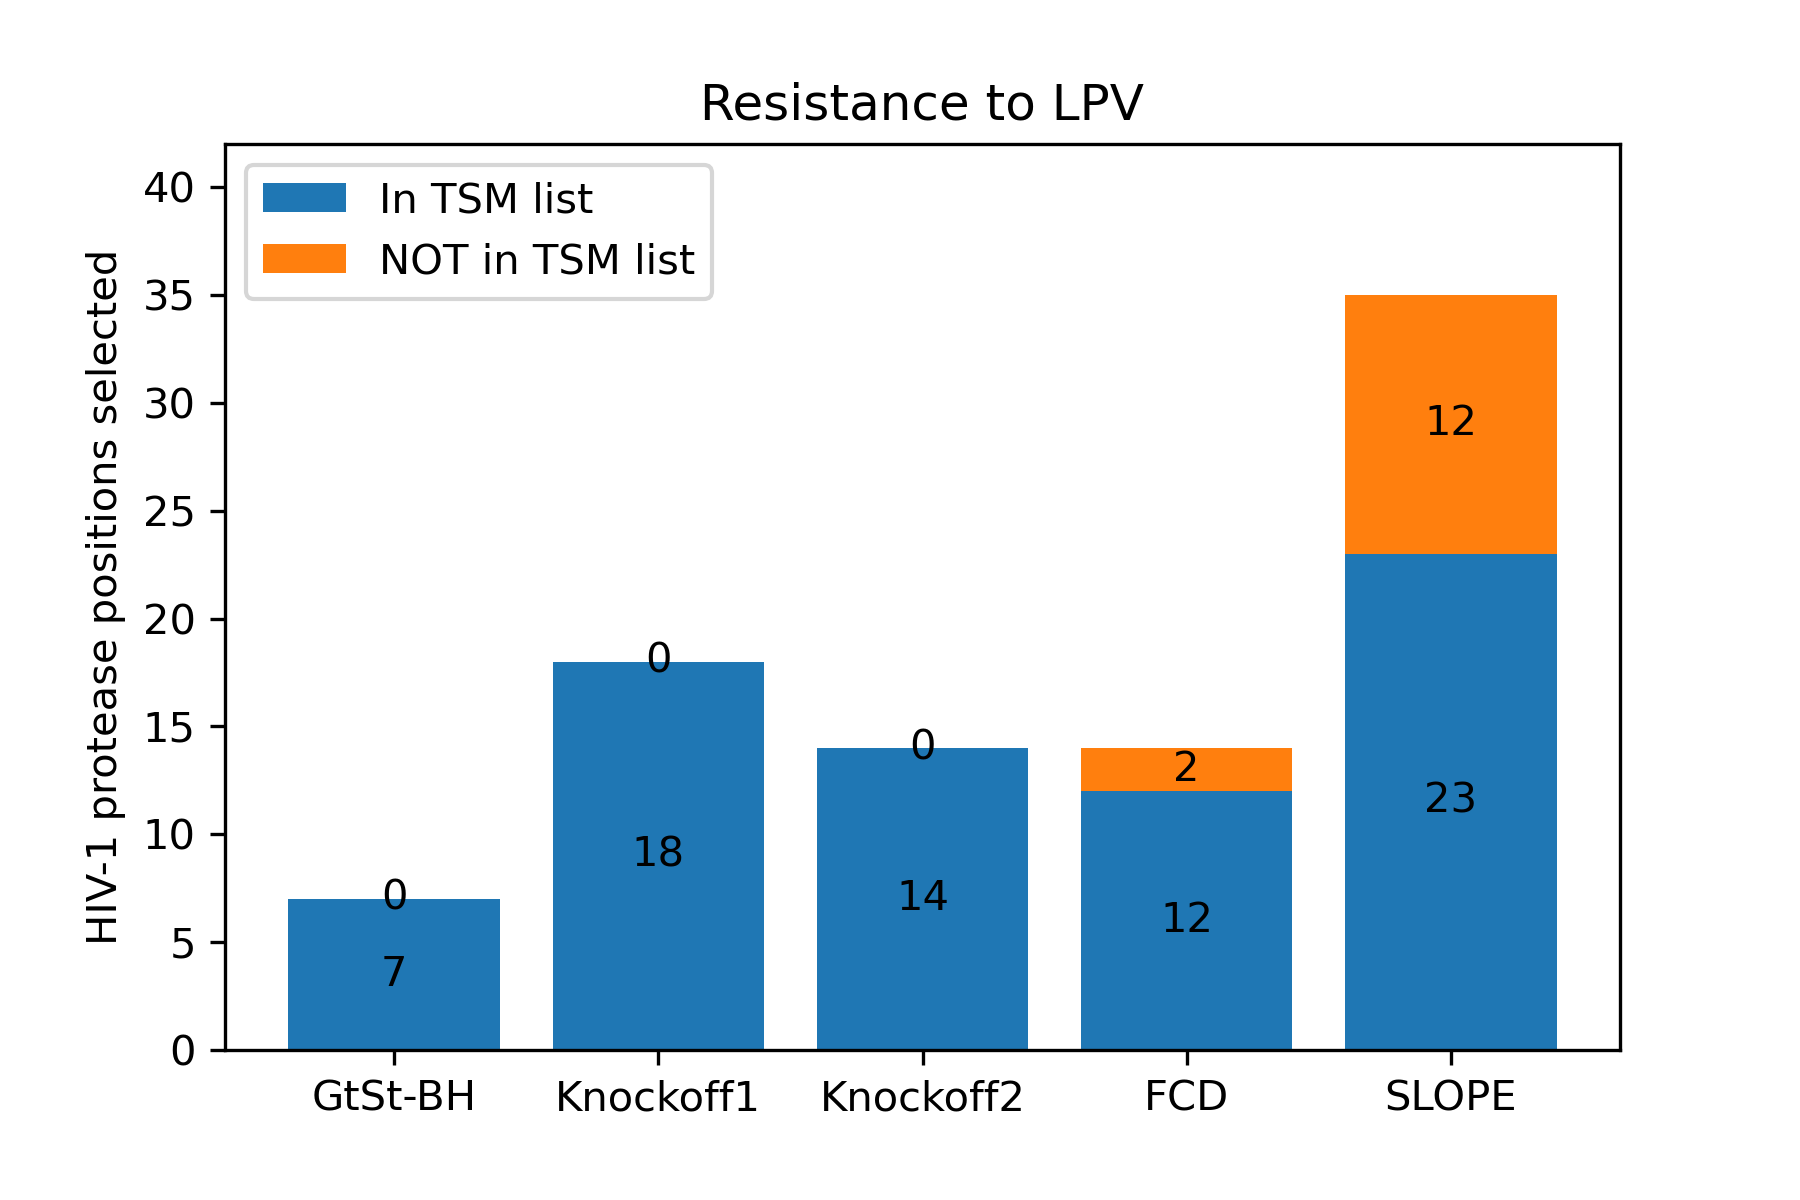 Resistance to LPV
In TSM list
NOT in TSM list
HIV-1 protease positions selected
40
35
30
25
20
15
10
5
0
0
7
0
18
0
14
2
12
12
23
GtSt-BH
Knockoff1
Knockoff2
FCD
SLOPE